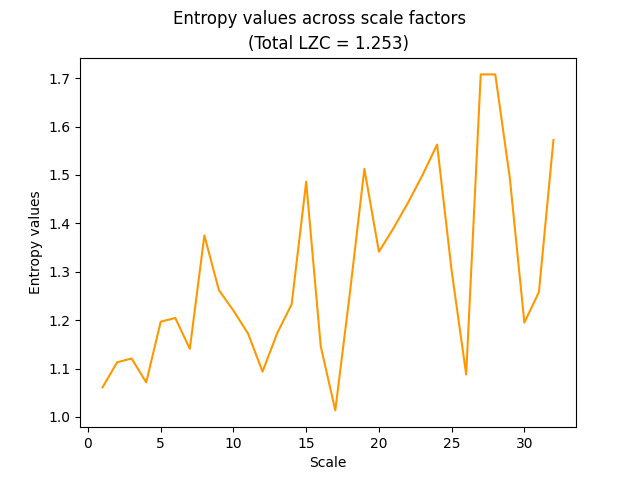 Entropy values across scale factors
(Total LZC = 1.253)
1.7
1.6
1.5
1.4
1.3
1.2
1.1
1.0
Entropy values
0 5 10 15 20 25 30
Scale